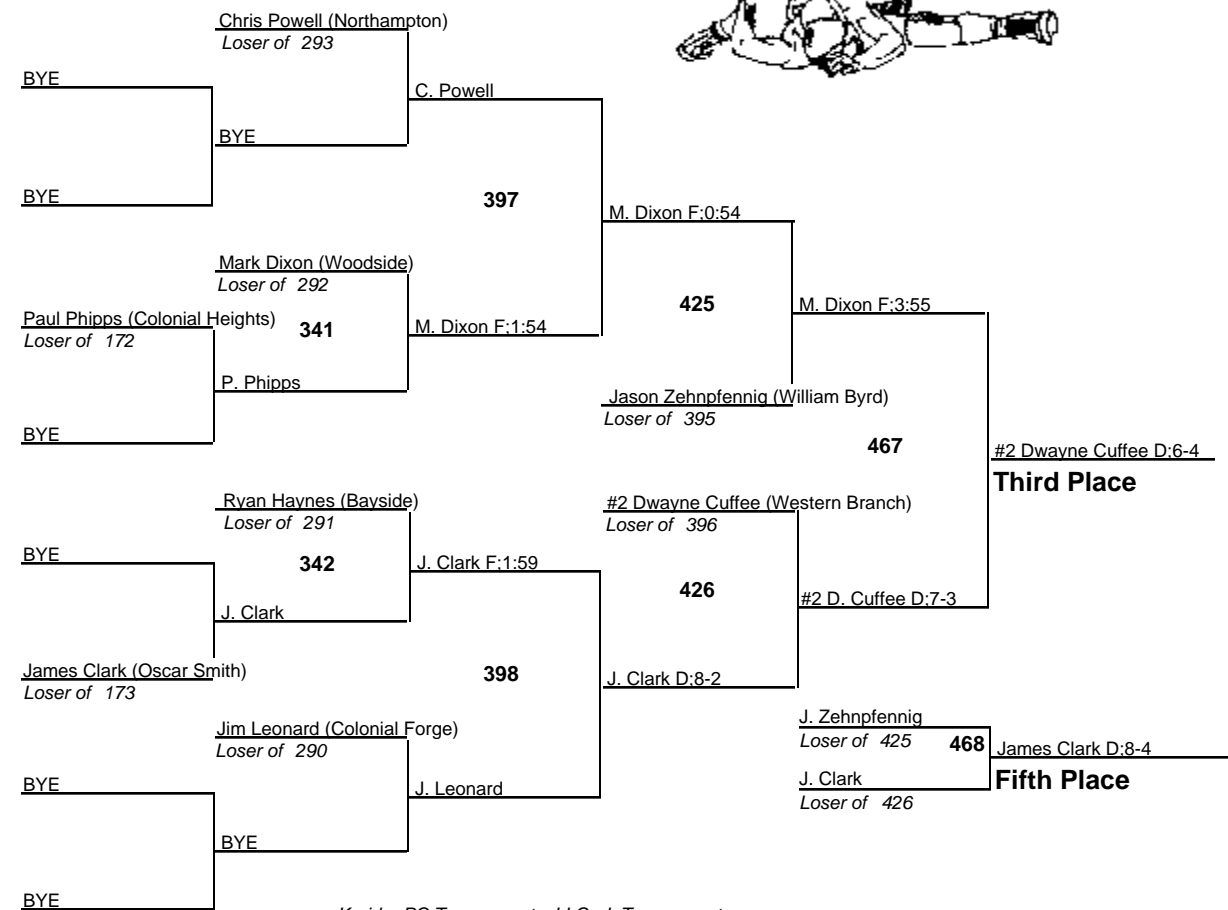 Chris Powell (Northampton)
Loser of 293
BYE
C. Powell
BYE
BYE
397
M. Dixon F;0:54
Mark Dixon (Woodside)
Loser of 292
425
M. Dixon F;3:55
Paul Phipps (Colonial Heights)
341
M. Dixon F;1:54
Loser of 172
P. Phipps
Jason Zehnpfennig (William Byrd)
Loser of 395
BYE
467
#2 Dwayne Cuffee D;6-4
Third Place
Ryan Haynes (Bayside)
Loser of 291
#2 Dwayne Cuffee (Western Branch)
Loser of 396
BYE
342
J. Clark F;1:59
426
#2 D. Cuffee D;7-3
J. Clark
James Clark (Oscar Smith)
Loser of 173
398
J. Clark D;8-2
Jim Leonard (Colonial Forge)
Loser of 290
J. Zehnpfennig
Loser of 425
468
James Clark D;8-4
Fifth Place
J. Clark
Loser of 426
BYE
J. Leonard
BYE
BYE